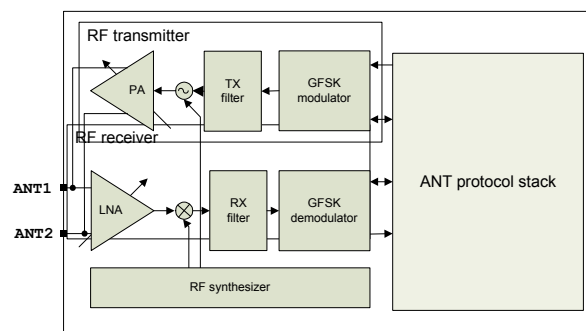 RF transmitter
PA
TX
filter
GFSK
modulator
RF receiver
ANT1
ANT2
LNA
RX
filter
GFSK
demodulator
ANT protocol stack
RF synthesizer